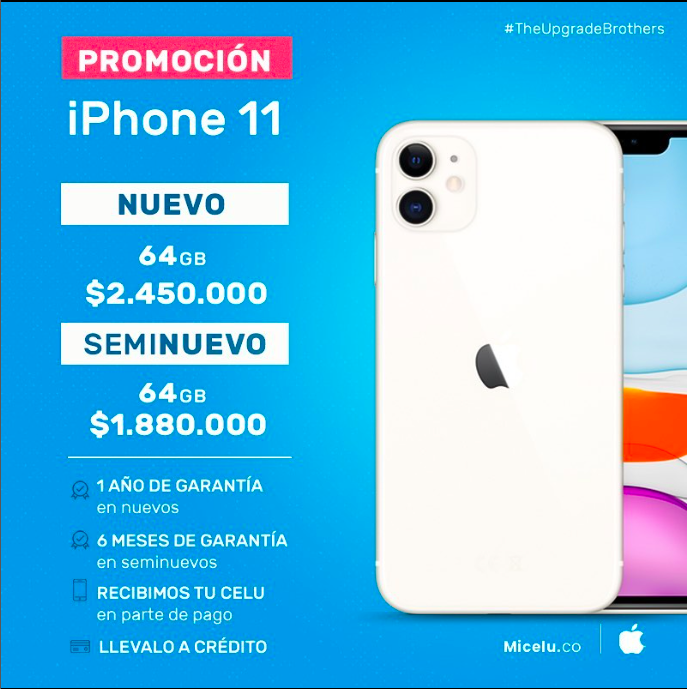 #TheUpgradeBrothers
PROMOCIÓN
iPhone 11
NUEVO
64GB
$2.450.000
SEMINUEVO
64GB
$1.880.000
1 AÑO DE GARANTÍA
en nuevos
6 MESES DE GARANTÍA
en seminuevos
RECIBIMOS TU CELU
en parte de pago
LLEVALO A CRÉDITO
Micelu.co